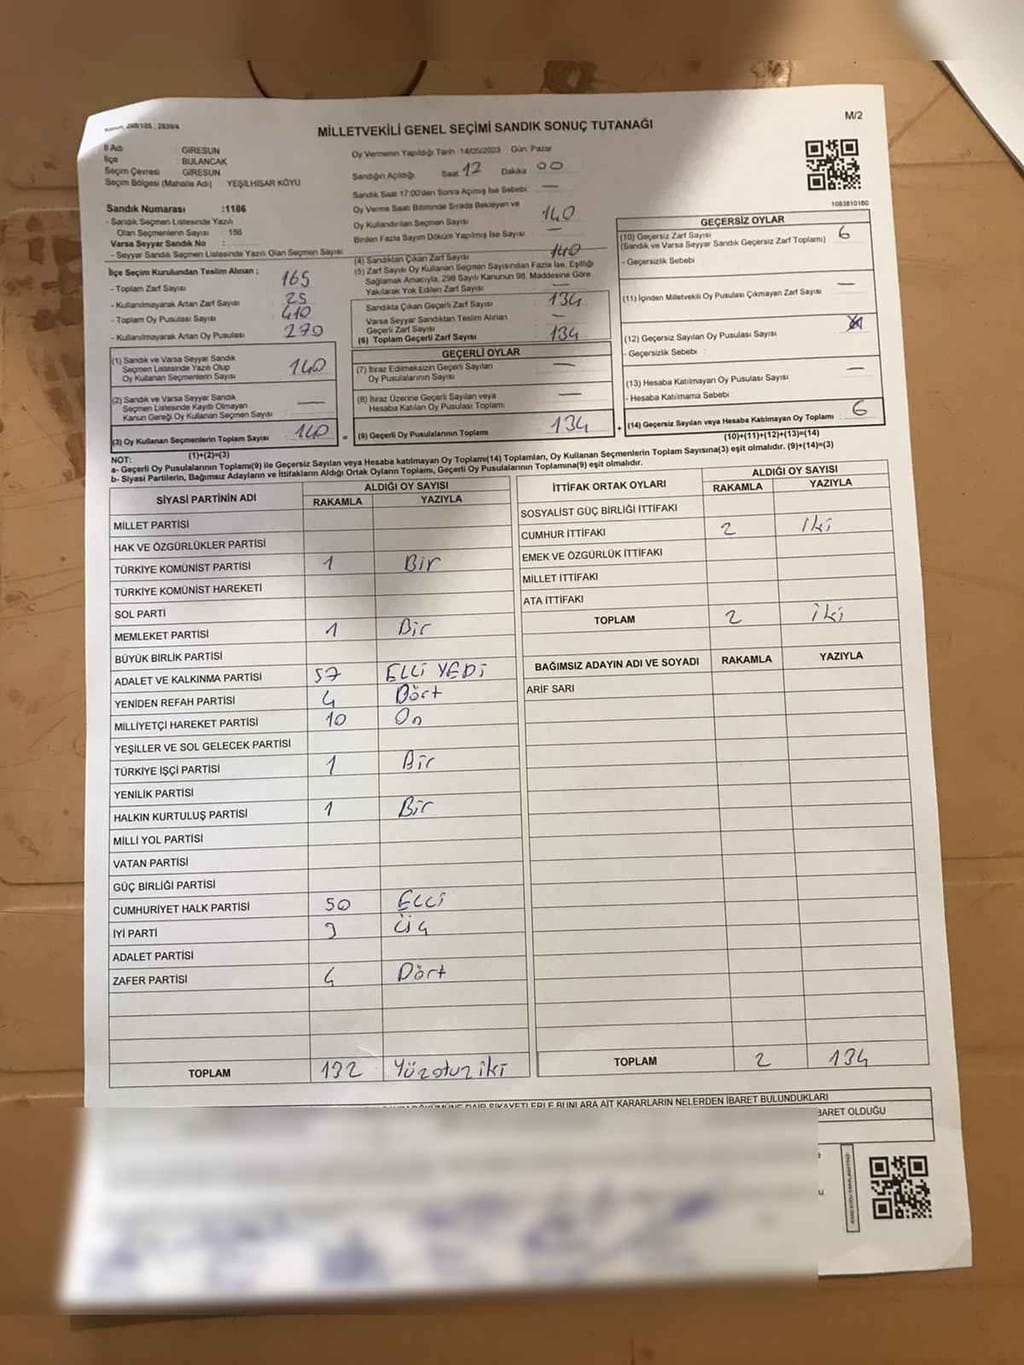 Kanun: 298/105 ; 2839/4
MİLLETVEKİLİ GENEL SEÇİMİ SANDIK SONUÇ TUTANAĞI
M/2
İl Adı GİRESUN
İlçe BULANCAK
Seçim Çevresi GİRESUN
Seçim Bölgesi (Mahalle Adı) YEŞİLHİSAR KÖYÜ
Sandık Numarası :1186
- Sandık Seçmen Listesinde Yazılı
Olan Seçmenlerin Sayısı : 156
Varsa Seyyar Sandık No :
- Seyyar Sandık Seçmen Listesinde Yazılı Olan Seçmen Sayısı
İlçe Seçim Kurulundan Teslim Alınan ;
- Toplam Zarf Sayısı 165
- Kullanılmayarak Artan Zarf Sayısı 25
- Toplam Oy Pusulası Sayısı 410
- Kullanılmayarak Artan Oy Pusulası 270
(1) Sandık ve Varsa Seyyar Sandık
Seçmen Listesinde Yazılı Olup
Oy Kullanan Seçmenlerin Sayısı 140
(2) Sandık ve Varsa Seyyar Sandık
Seçmen Listesinde Kayıtlı Olmayan
Kanun Gereği Oy Kullanan Seçmen Sayısı —
(3) Oy Kullanan Seçmenlerin Toplam Sayısı 140 =
(1)+(2)=(3)
Oy Vermenin Yapıldığı Tarih :14/05/2023 Gün: Pazar
Sandığın Açıldığı Saat 17 Dakika 00
Sandık Saat 17:00'den Sonra Açılmış İse Sebebi —
Oy Verme Saati Bitiminde Sırada Bekleyen ve
Oy Kullandırılan Seçmen Sayısı 140
Birden Fazla Sayım Döküm Yapılmış İse Sayısı —
(4) Sandıktan Çıkan Zarf Sayısı 140
(5) Zarf Sayısı Oy Kullanan Seçmen Sayısından Fazla İse, Eşitliği
Sağlamak Amacıyla, 298 Sayılı Kanunun 98. Maddesine Göre
Yakılarak Yok Edilen Zarf Sayısı —
Sandıkta Çıkan Geçerli Zarf Sayısı 134
Varsa Seyyar Sandıktan Teslim Alınan
Geçerli Zarf Sayısı —
(6) Toplam Geçerli Zarf Sayısı 134
GEÇERLİ OYLAR
(7) İtiraz Edilmeksizin Geçerli Sayılan
Oy Pusulalarının Sayısı —
(8) İtiraz Üzerine Geçerli Sayılan veya
Hesaba Katılan Oy Pusulaları Toplamı —
(9) Geçerli Oy Pusulalarının Toplamı 134 +
1083810160
GEÇERSİZ OYLAR
(10) Geçersiz Zarf Sayısı 6
(Sandık ve Varsa Seyyar Sandık Geçersiz Zarf Toplamı)
- Geçersizlik Sebebi
(11) İçinden Milletvekili Oy Pusulası Çıkmayan Zarf Sayısı —
(12) Geçersiz Sayılan Oy Pusulası Sayısı
- Geçersizlik Sebebi
(13) Hesaba Katılmayan Oy Pusulası Sayısı —
- Hesaba Katılmama Sebebi
(14) Geçersiz Sayılan veya Hesaba Katılmayan Oy Toplamı 6
(10)+(11)+(12)+(13)=(14)
NOT:
a- Geçerli Oy Pusulalarının Toplamı(9) ile Geçersiz Sayılan veya Hesaba katılmayan Oy Toplamı(14) Toplamları, Oy Kullanan Seçmenlerin Toplam Sayısına(3) eşit olmalıdır. (9)+(14)=(3)
b- Siyasi Partilerin, Bağımsız Adayların ve İttifakların Aldığı Ortak Oyların Toplamı, Geçerli Oy Pusulalarının Toplamına(9) eşit olmalıdır.
SİYASİ PARTİNİN ADI ALDIĞI OY SAYISI
RAKAMLA YAZIYLA
MİLLET PARTİSİ
HAK VE ÖZGÜRLÜKLER PARTİSİ
TÜRKİYE KOMÜNİST PARTİSİ 1 Bir
TÜRKİYE KOMÜNİST HAREKETİ
SOL PARTİ
MEMLEKET PARTİSİ 1 Bir
BÜYÜK BİRLİK PARTİSİ
ADALET VE KALKINMA PARTİSİ 57 ELLİ YEDİ
YENİDEN REFAH PARTİSİ 4 Dört
MİLLİYETÇİ HAREKET PARTİSİ 10 On
YEŞİLLER VE SOL GELECEK PARTİSİ
TÜRKİYE İŞÇİ PARTİSİ 1 Bir
YENİLİK PARTİSİ
HALKIN KURTULUŞ PARTİSİ 1 Bir
MİLLİ YOL PARTİSİ
VATAN PARTİSİ
GÜÇ BİRLİĞİ PARTİSİ
CUMHURİYET HALK PARTİSİ 50 Elli
İYİ PARTİ 3 Üç
ADALET PARTİSİ
ZAFER PARTİSİ 4 Dört
TOPLAM 132 Yüzotuz iki
İTTİFAK ORTAK OYLARI ALDIĞI OY SAYISI
RAKAMLA YAZIYLA
SOSYALİST GÜÇ BİRLİĞİ İTTİFAKI
CUMHUR İTTİFAKI 2 iki
EMEK VE ÖZGÜRLÜK İTTİFAKI
MİLLET İTTİFAKI
ATA İTTİFAKI
TOPLAM 2 iki
BAĞIMSIZ ADAYIN ADI VE SOYADI RAKAMLA YAZIYLA
ARİF SARI
TOPLAM 2 134
DÖKÜMÜNE DAİR ŞİKAYETLERLE BUNLARA AİT KARARLARIN NELERDEN İBARET BULUNDUKLARI
BARET OLDUĞU